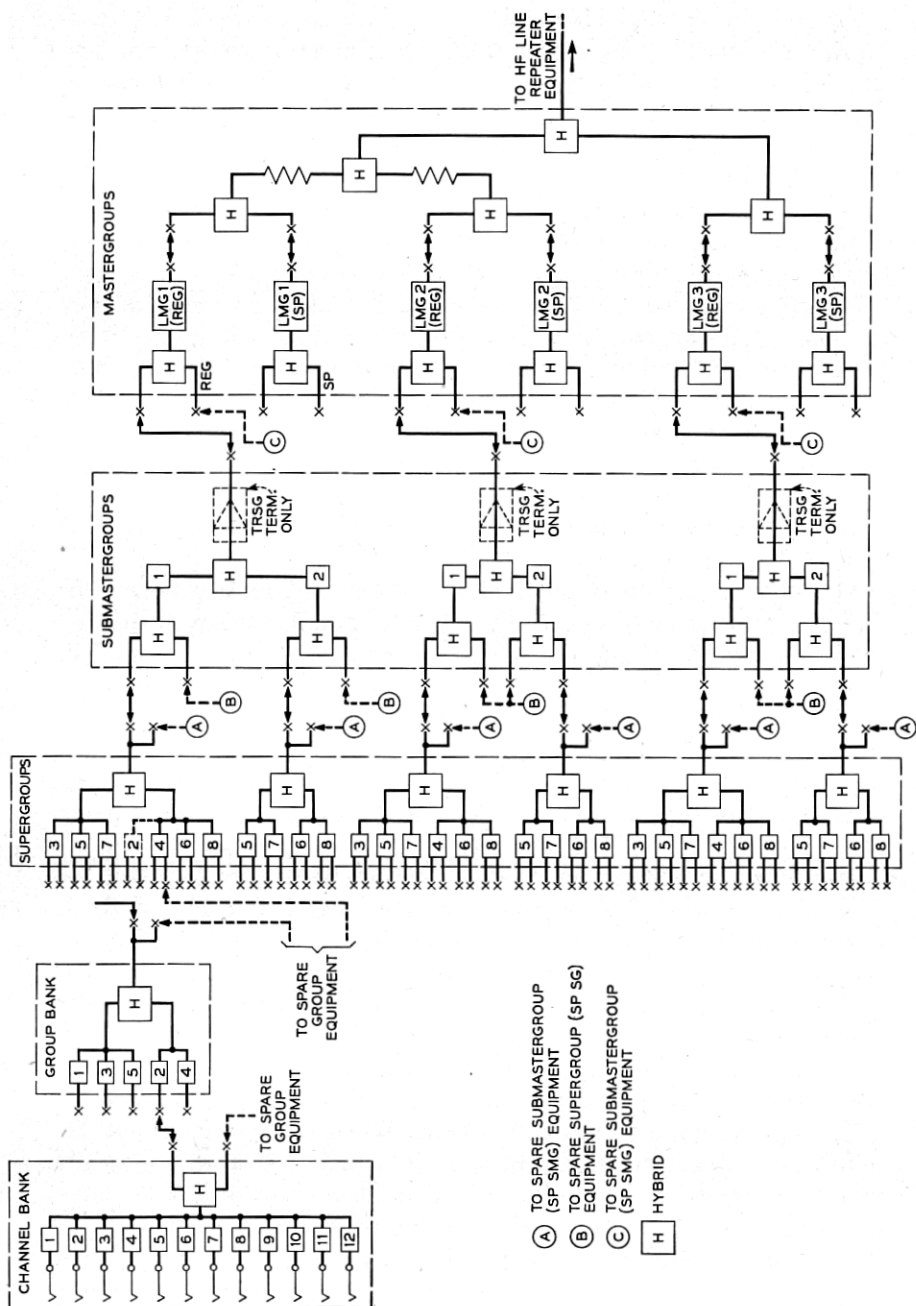 CHANNEL BANK
1
2
3
4
5
6
7
8
9
10
11
12
H
TO SPARE
GROUP
EQUIPMENT
GROUP BANK
1
3
5
2
4
H
TO SPARE
GROUP
EQUIPMENT
SUPERGROUPS
3
5
7
2
4
6
8
H
A
5
7
6
8
H
A
3
5
7
4
6
8
H
A
5
7
6
8
H
A
3
5
7
4
6
8
H
A
5
7
6
8
H
A
SUBMASTERGROUPS
H
B
1
H
2
H
B
TRSG
TERM.
ONLY
H
B
H
1
H
2
TRSG
TERM.
ONLY
H
B
H
1
H
2
TRSG
TERM.
ONLY
MASTERGROUPS
C
H
REG
LMG1
(REG)
H
SP
LMG1
(SP)
H
C
H
LMG2
(REG)
H
LMG2
(SP)
H
H
C
H
LMG3
(REG)
H
LMG3
(SP)
H
H
TO HF LINE
REPEATER
EQUIPMENT
A TO SPARE SUBMASTERGROUP
(SP SMG) EQUIPMENT
B TO SPARE SUPERGROUP (SP SG)
EQUIPMENT
C TO SPARE SUBMASTERGROUP
(SP SMG) EQUIPMENT
H HYBRID